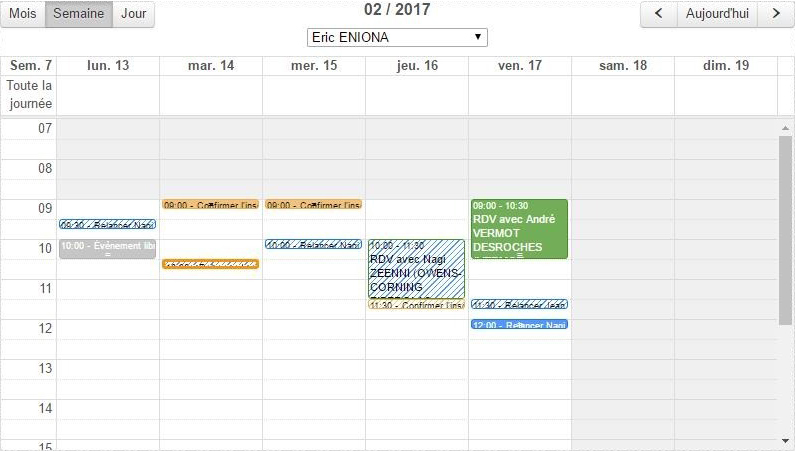 Mois Semaine Jour
02 / 2017
Aujourd'hui
Eric ENIONA
Sem. 7 lun. 13 mar. 14 mer. 15 jeu. 16 ven. 17 sam. 18 dim. 19
Toute la
journée
07
08
09
09:00 - Confirmer l'ins
09:00 - Confirmer l'ins
09:00 - 10:30
RDV avec André
VERMOT
DESROCHES
09:30 - Relancer Nagi
10
10:00 - Événement libr
10:00 - Relancer Nagi
10:00 - 11:30
RDV avec Nagi
ZEENNI (OWENS-
CORNING
11
11:30 - Confirmer l'ins
11:30 - Relancer Jean
12
12:00 - Relancer Nagi
13
14
15